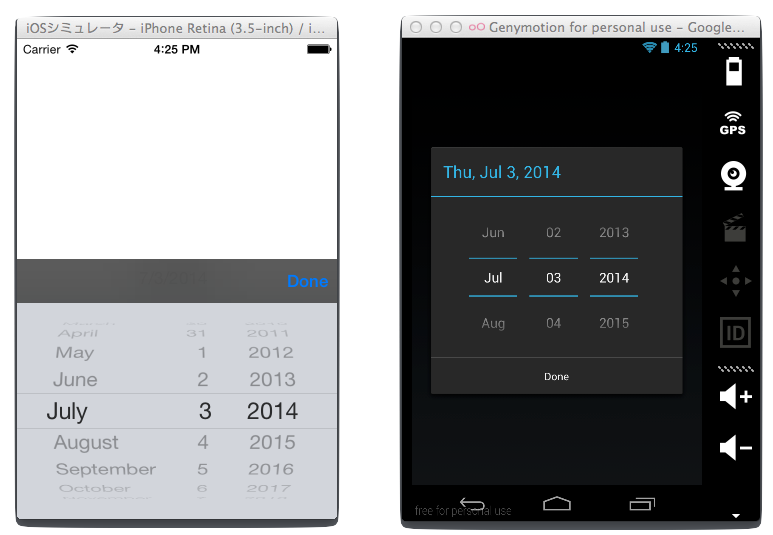 iOSシミュレータ – iPhone Retina (3.5-inch) / i...
Carrier 4:25 PM
Done
April 31 2011
May 1 2012
June 2 2013
July 3 2014
August 4 2015
September 5 2016
October 6 2017
Genymotion for personal use – Google...
4:25
GPS
ID
Thu, Jul 3, 2014
Jun 02 2013
Jul 03 2014
Aug 04 2015
Done
free for personal use